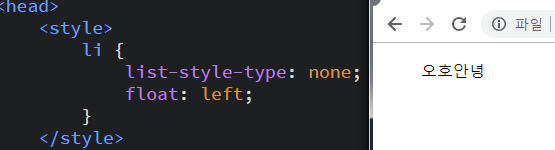 <head>
<style>
li {
list-style-type: none;
float: left;
}
</style>
파일
오호안녕